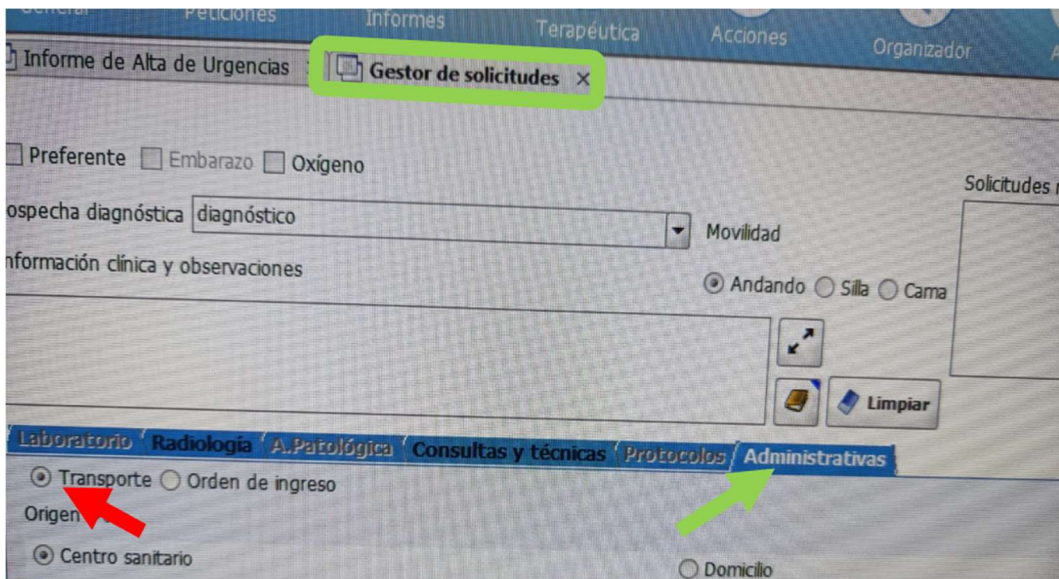 General Peticiones Informes Terapéutica Acciones Organizador
Informe de Alta de Urgencias Gestor de solicitudes
Preferente Embarazo Oxígeno
Solicitudes
ospecha diagnóstica diagnóstico Movilidad
nformación clínica y observaciones
Andando Silla Cama
Limpiar
Laboratorio Radiología A.Patológica Consultas y técnicas Protocolos Administrativas
Transporte Orden de ingreso
Origen
Centro sanitario Domicilio